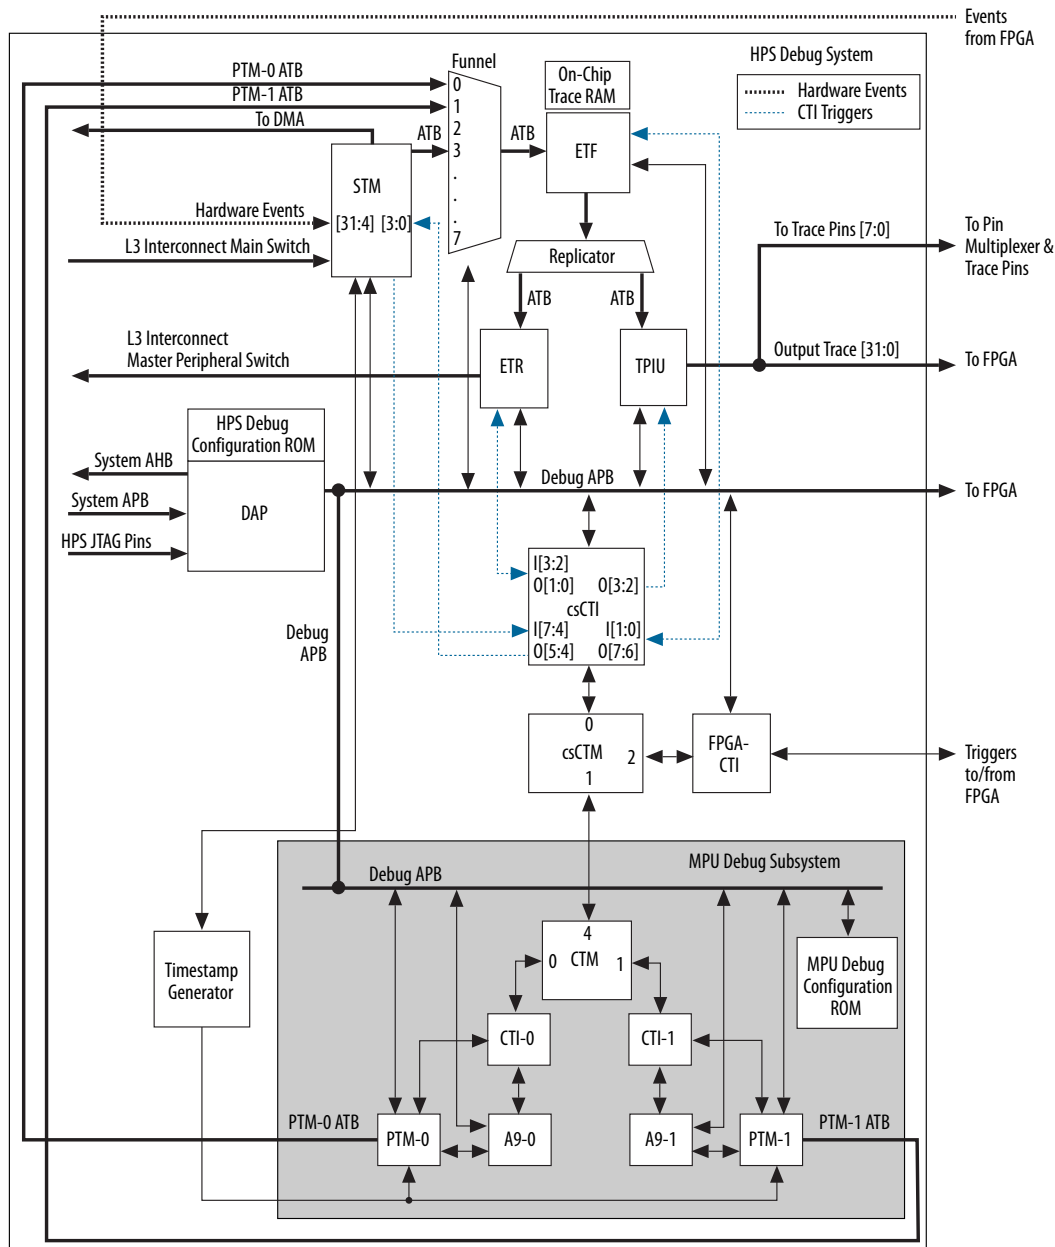 Events
from FPGA
HPS Debug System
Hardware Events
CTI Triggers
PTM-0 ATB
PTM-1 ATB
To DMA
Funnel
0
1
2
3
.
.
.
7
On-Chip
Trace RAM
ATB
ATB
ETF
STM
[31:4] [3:0]
Hardware Events
L3 Interconnect Main Switch
Replicator
To Trace Pins [7:0]
To Pin
Multiplexer &
Trace Pins
ATB
ATB
L3 Interconnect
Master Peripheral Switch
ETR
TPIU
Output Trace [31:0]
To FPGA
HPS Debug
Configuration ROM
System AHB
System APB
HPS JTAG Pins
DAP
Debug APB
To FPGA
I[3:2]
O[1:0] O[3:2]
csCTI
I[7:4] I[1:0]
O[5:4] O[7:6]
Debug
APB
0
csCTM 2
1
FPGA-
CTI
Triggers
to/from
FPGA
MPU Debug Subsystem
Debug APB
4
0 CTM 1
Timestamp
Generator
MPU Debug
Configuration
ROM
CTI-0
CTI-1
PTM-0 ATB
PTM-0
A9-0
A9-1
PTM-1
PTM-1 ATB